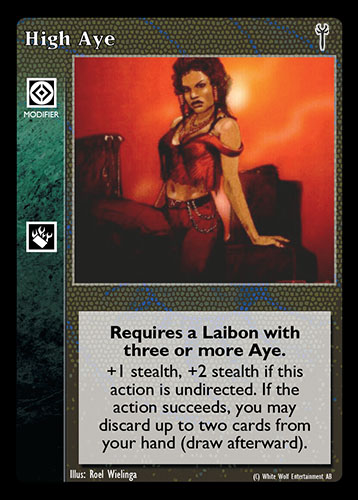 High Aye
MODIFIER
Requires a Laibon with
three or more Aye.
+1 stealth, +2 stealth if this
action is undirected. If the
action succeeds, you may
discard up to two cards from
your hand (draw afterward).
Illus: Roel Wielinga
(C) White Wolf Entertainment AB